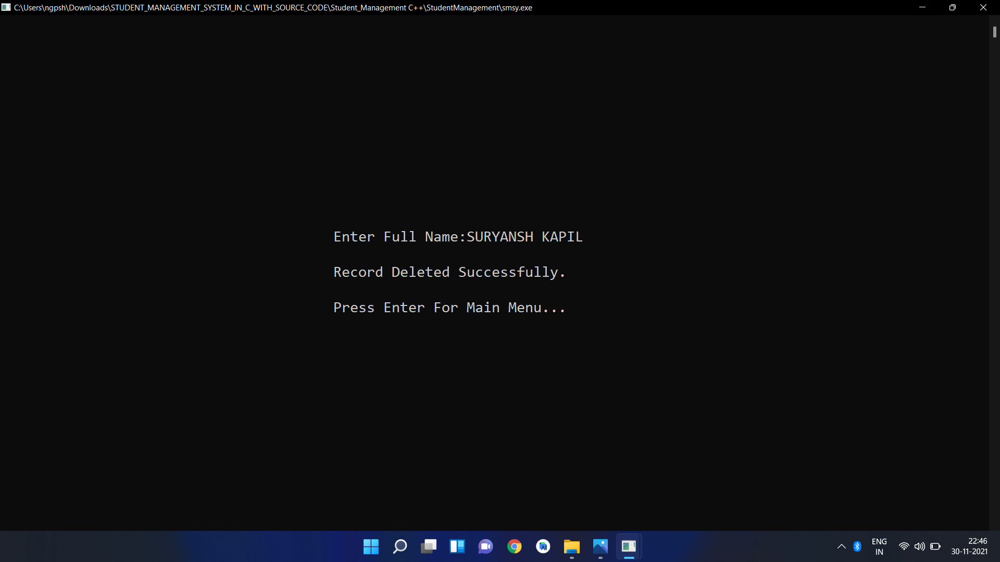 C:\Users\ngpsh\Downloads\STUDENT_MANAGEMENT_SYSTEM_IN_C_WITH_SOURCE_CODE\Student_Management C++\StudentManagement\smsy.exe
Enter Full Name:SURYANSH KAPIL
Record Deleted Successfully.
Press Enter For Main Menu...
ENG
IN
22:46
30-11-2021